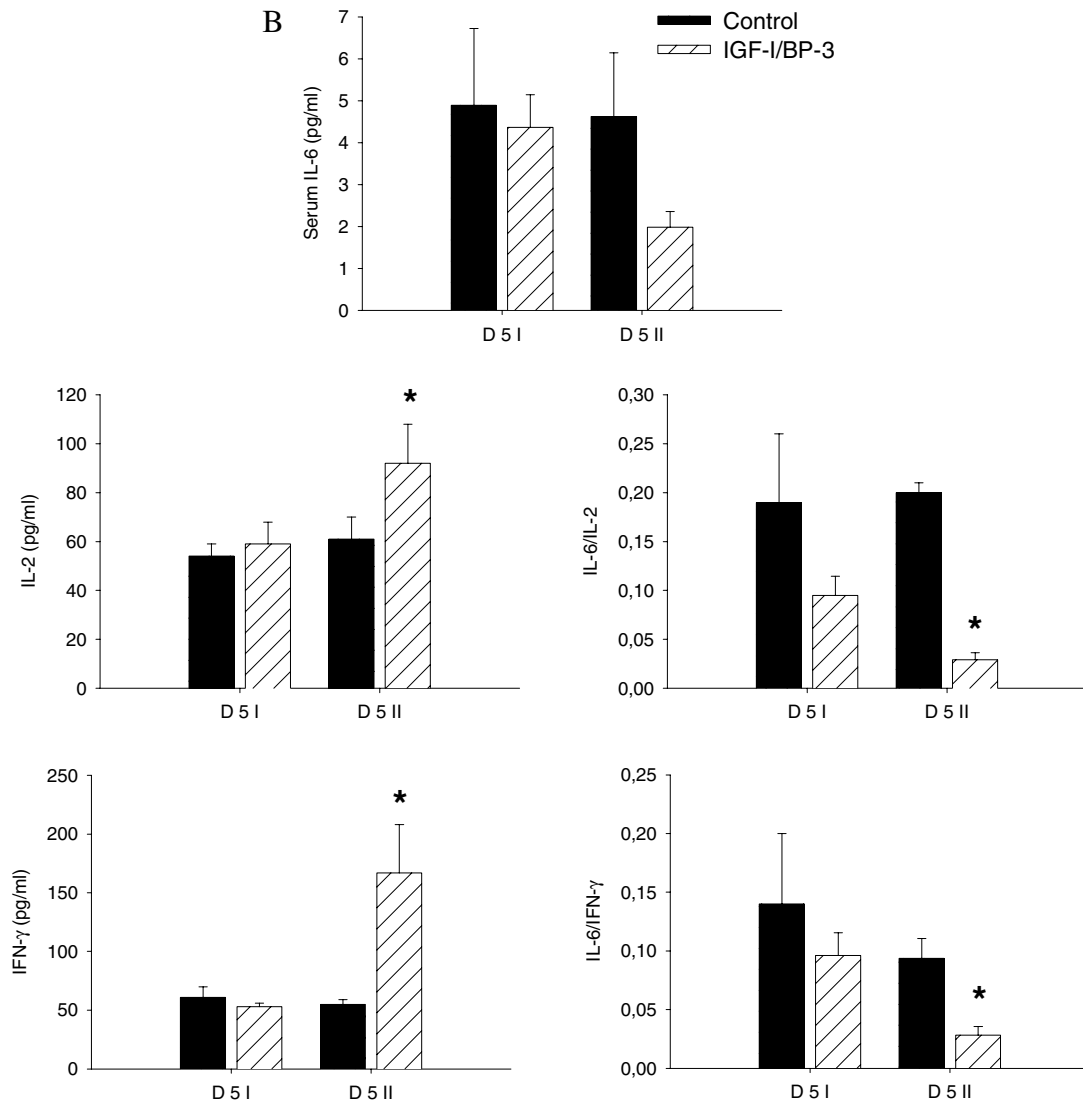 B
Control
IGF-I/BP-3
Serum IL-6 (pg/ml)
7
6
5
4
3
2
1
0
D 5 I
D 5 II
IL-2 (pg/ml)
120
100
80
60
40
20
0
*
D 5 I
D 5 II
IL-6/IL-2
0,30
0,25
0,20
0,15
0,10
0,05
0,00
*
D 5 I
D 5 II
IFN-γ (pg/ml)
250
200
150
100
50
0
*
D 5 I
D 5 II
IL-6/IFN-γ
0,25
0,20
0,15
0,10
0,05
0,00
*
D 5 I
D 5 II